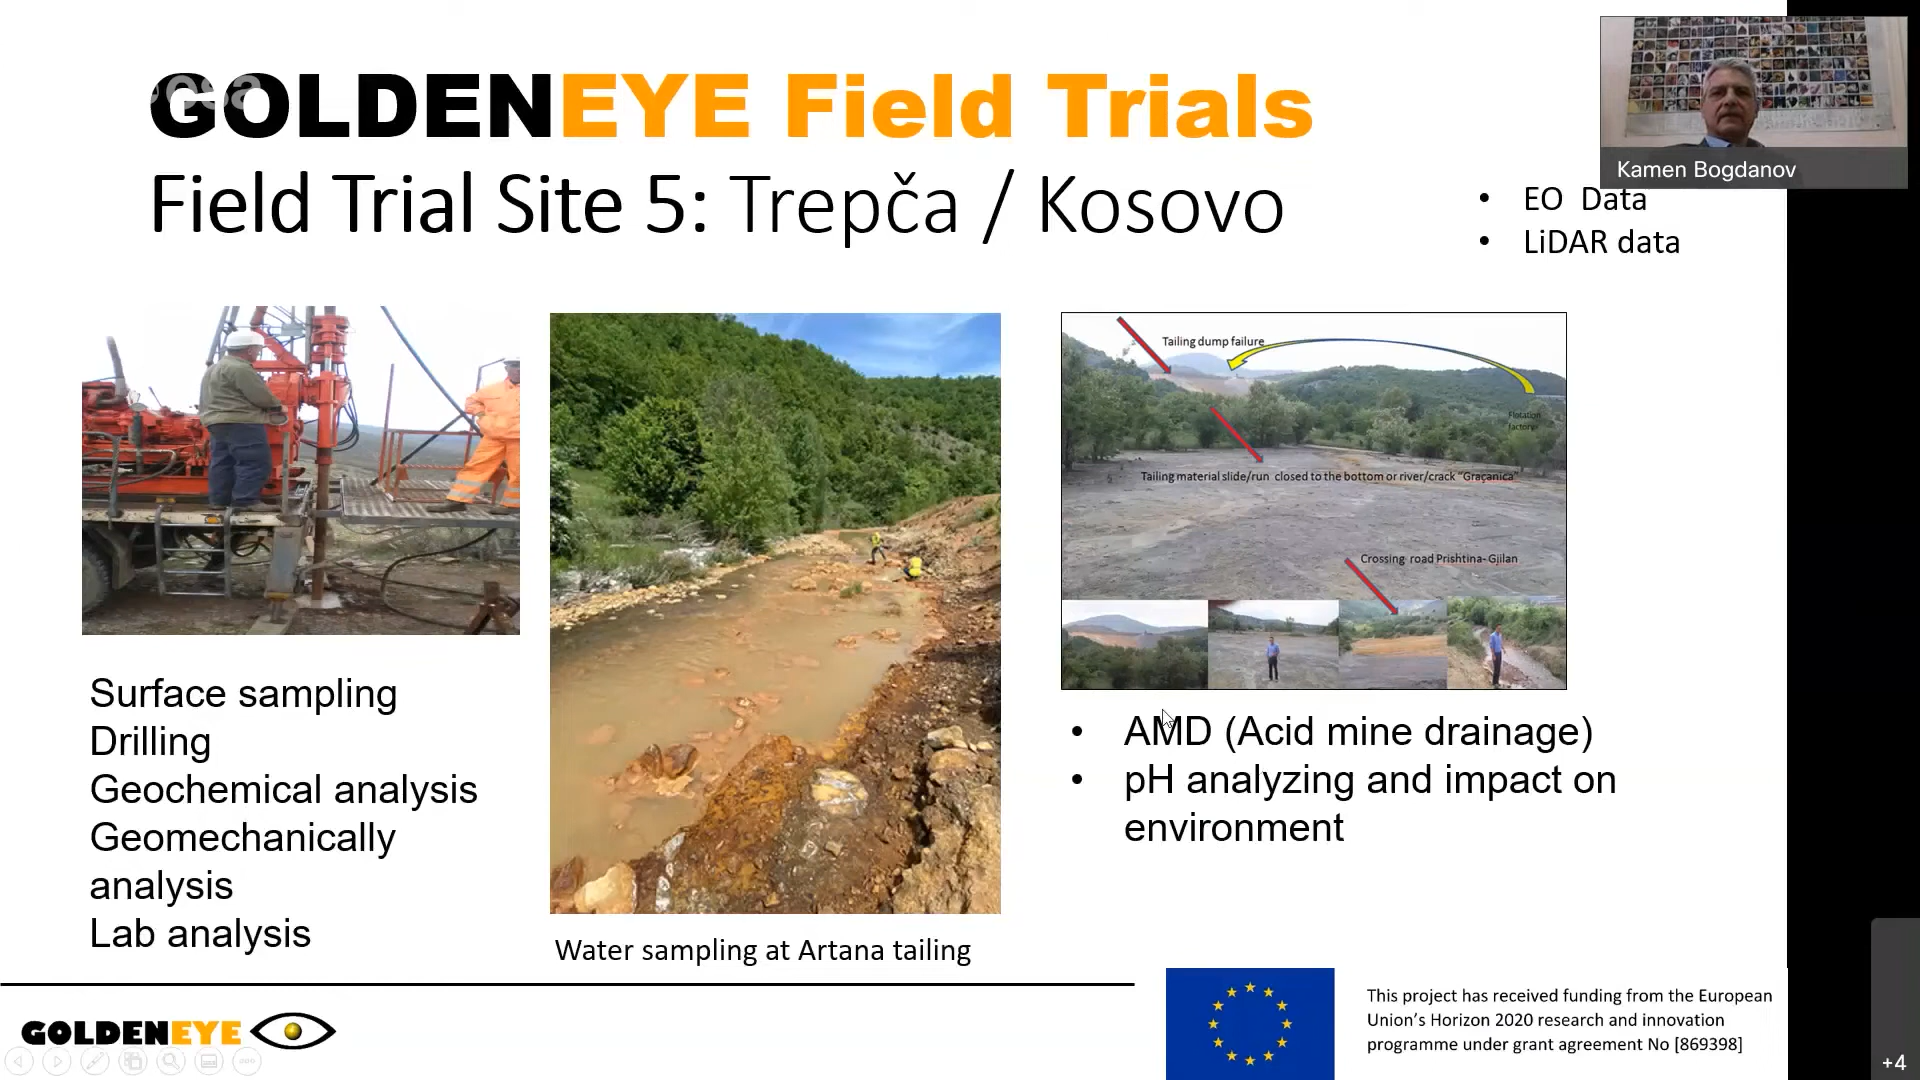 esa
GOLDENEYE Field Trials
Field Trial Site 5: Trepča / Kosovo
Kamen Bogdanov
• EO Data
• LiDAR data
Tailing dump failure
Flotation
factory
Tailing material slide/run closed to the bottom or river/crack "Graçanica"
Crossing road Prishtina- Gjilan
Surface sampling
Drilling
Geochemical analysis
Geomechanically
analysis
Lab analysis
Water sampling at Artana tailing
• AMD (Acid mine drainage)
• pH analyzing and impact on
environment
GOLDENEYE
This project has received funding from the European
Union's Horizon 2020 research and innovation
programme under grant agreement No [869398]
+4